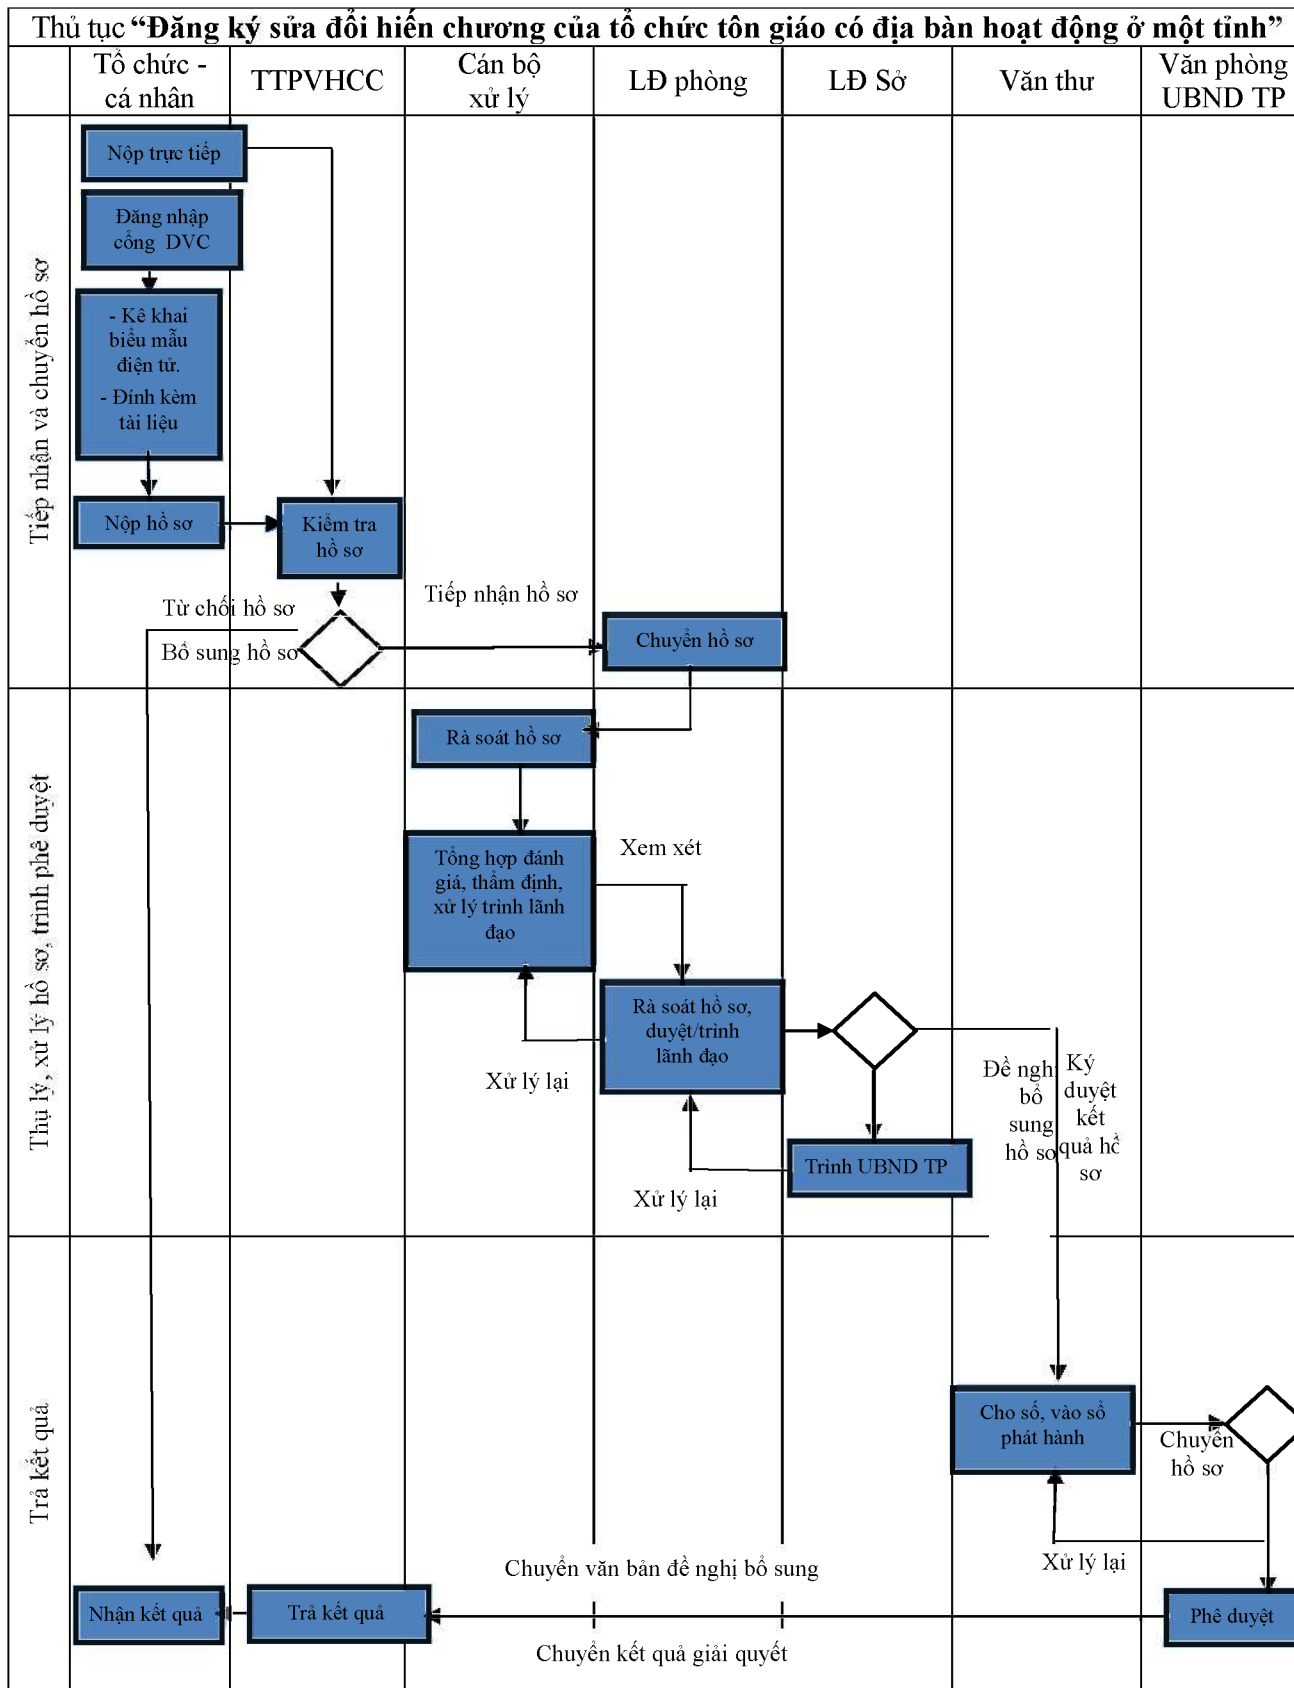 Thủ tục “Đăng ký sửa đổi hiến chương của tổ chức tôn giáo có địa bàn hoạt động ở một tỉnh”
Tổ chức -
cá nhân
TTPVHCC
Cán bộ
xử lý
LĐ phòng
LĐ Sở
Văn thư
Văn phòng
UBND TP
Tiếp nhận và chuyển hồ sơ
Nộp trực tiếp
Đăng nhập
cổng DVC
- Kê khai
biểu mẫu
điện tử.
- Đính kèm
tài liệu
Nộp hồ sơ
Kiểm tra
hồ sơ
Từ chối hồ sơ
Bổ sung hồ sơ
Tiếp nhận hồ sơ
Chuyển hồ sơ
Thụ lý, xử lý hồ sơ, trình phê duyệt
Rà soát hồ sơ
Tổng hợp đánh
giá, thẩm định,
xử lý trình lãnh
đạo
Xem xét
Rà soát hồ sơ,
duyệt/trình
lãnh đạo
Xử lý lại
Đề nghị
bổ
sung
hồ sơ
Ký
duyệt
kết
quả hồ
sơ
Trình UBND TP
Xử lý lại
Trả kết quả
Cho số, vào sổ
phát hành
Chuyển
hồ sơ
Xử lý lại
Chuyển văn bản đề nghị bổ sung
Nhận kết quả
Trả kết quả
Phê duyệt
Chuyển kết quả giải quyết